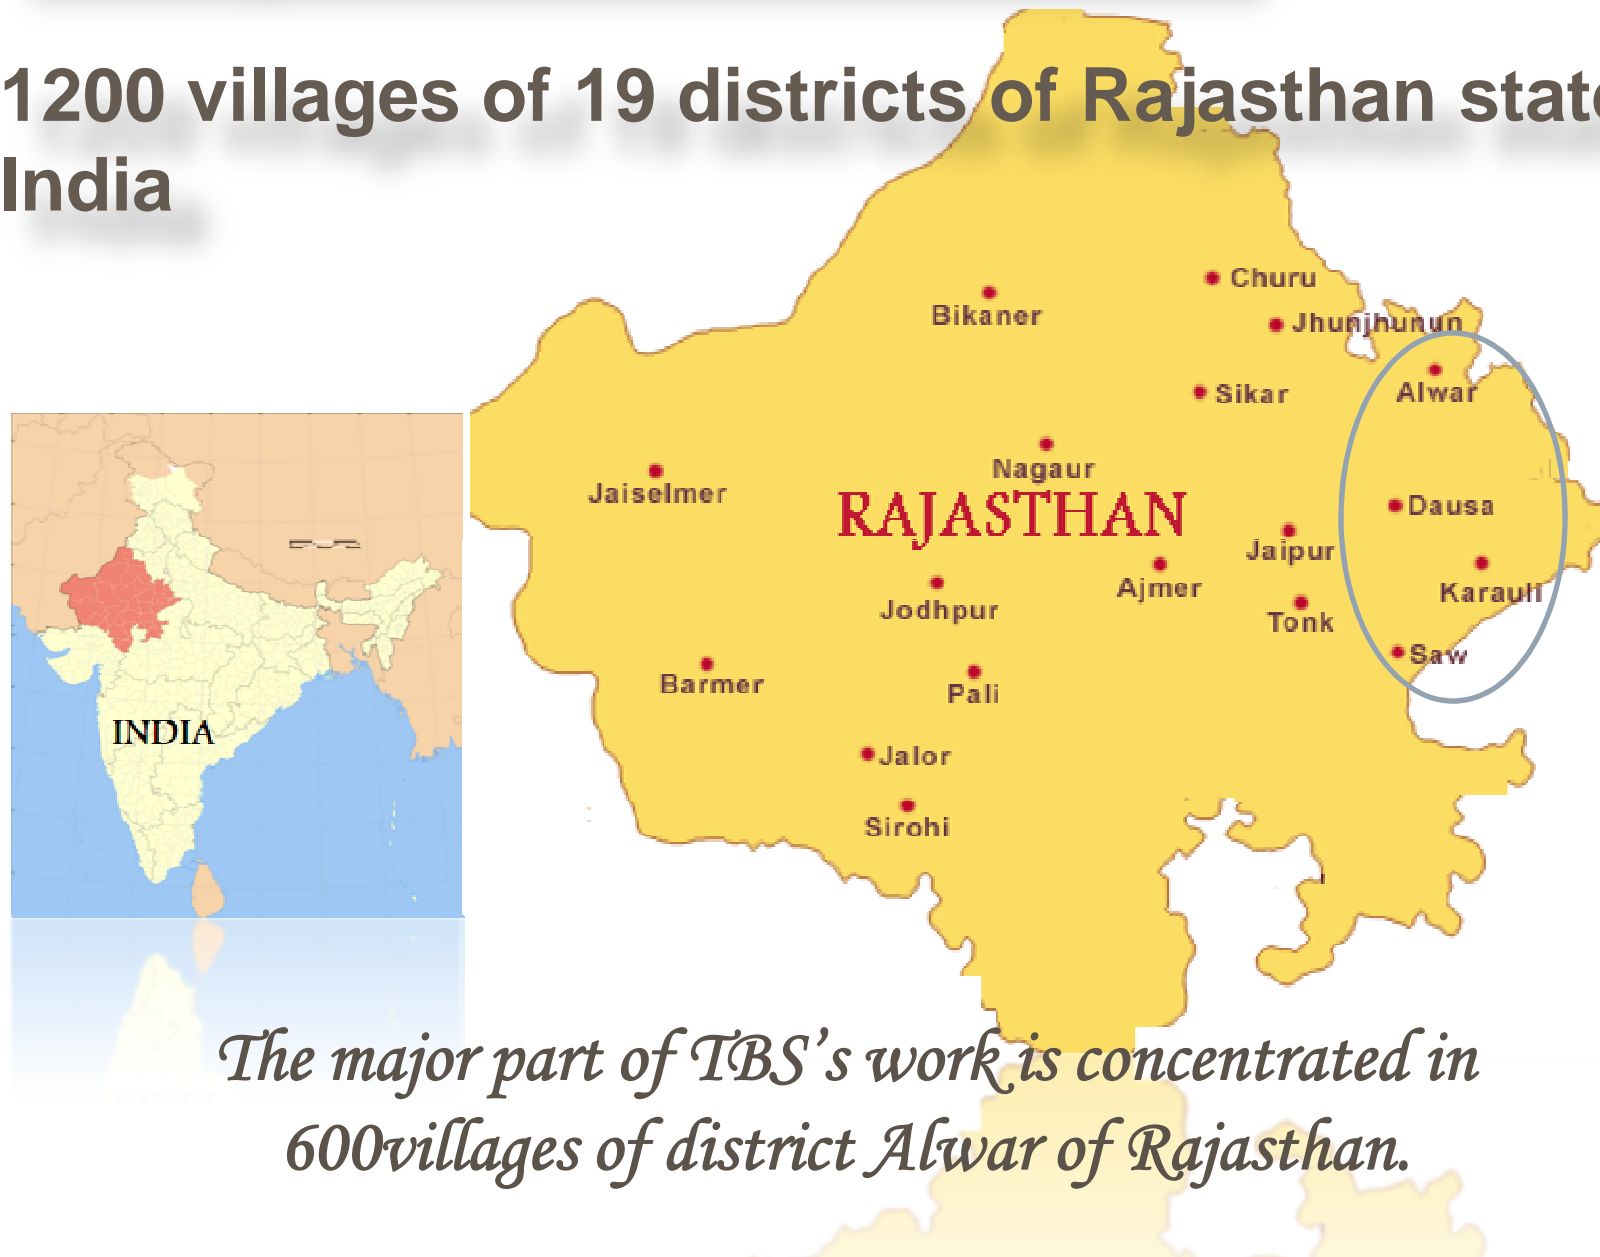 1200 villages of 19 districts of Rajasthan state
India
Churu
Bikaner
Jhunjhunun
Alwar
Sikar
Nagaur
Jaiselmer
RAJASTHAN
Dausa
Jaipur
Ajmer
Karauli
Jodhpur
Tonk
Saw
Barmer
Pali
INDIA
Jalor
Sirohi
The major part of TBS's work is concentrated in
600villages of district Alwar of Rajasthan.